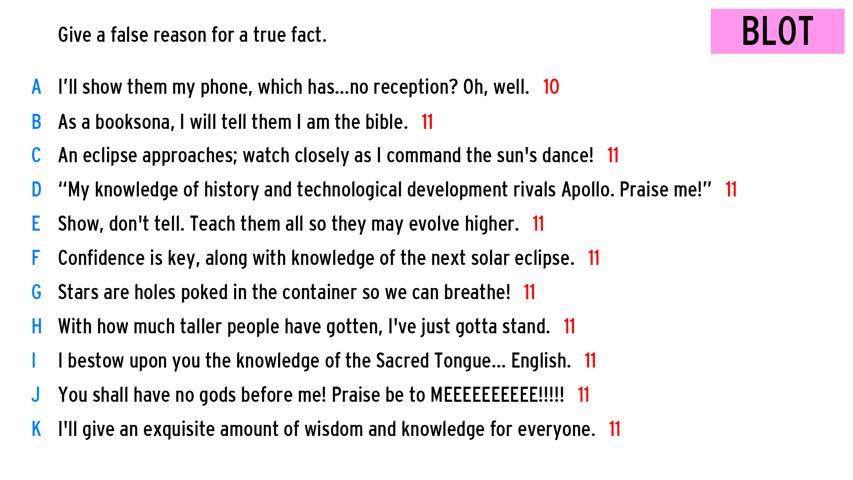 Give a false reason for a true fact.
BLOT
A I'll show them my phone, which has...no reception? Oh, well. 10
B As a booksona, I will tell them I am the bible. 11
C An eclipse approaches; watch closely as I command the sun's dance! 11
D “My knowledge of history and technological development rivals Apollo. Praise me!” 11
E Show, don't tell. Teach them all so they may evolve higher. 11
F Confidence is key, along with knowledge of the next solar eclipse. 11
G Stars are holes poked in the container so we can breathe! 11
H With how much taller people have gotten, I've just gotta stand. 11
I I bestow upon you the knowledge of the Sacred Tongue... English. 11
J You shall have no gods before me! Praise be to MEEEEEEEEEE!!!!! 11
K I'll give an exquisite amount of wisdom and knowledge for everyone. 11